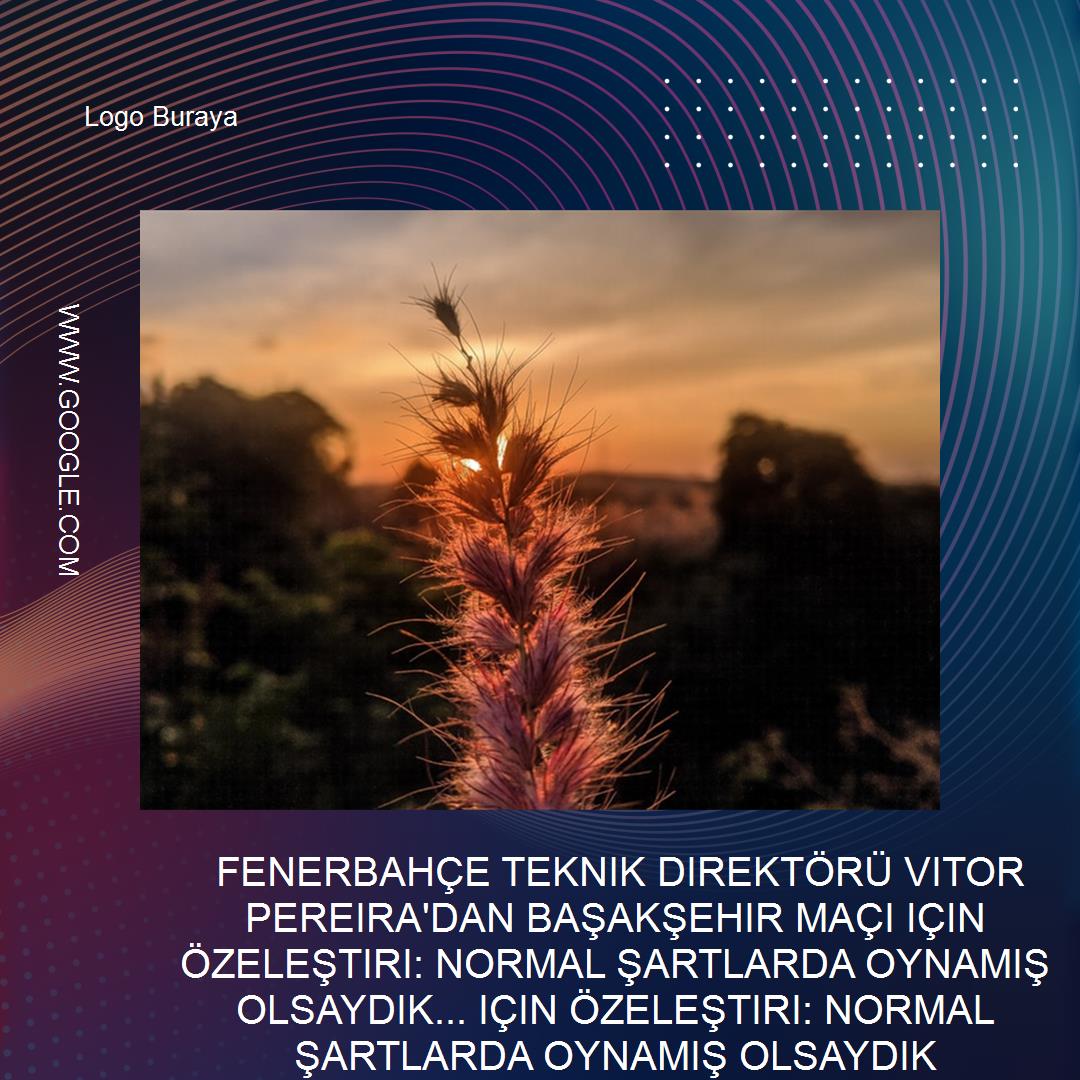 Logo Buraya
WWW.GOOGLE.COM
FENERBAHÇE TEKNIK DIREKTÖRÜ VITOR
PEREIRA'DAN BAŞAKŞEHIR MAÇI IÇIN
ÖZELEŞTIRI: NORMAL ŞARTLARDA OYNAMIŞ
OLSAYDIK... IÇIN ÖZELEŞTIRI: NORMAL
ŞARTLARDA OYNAMIŞ OLSAYDIK